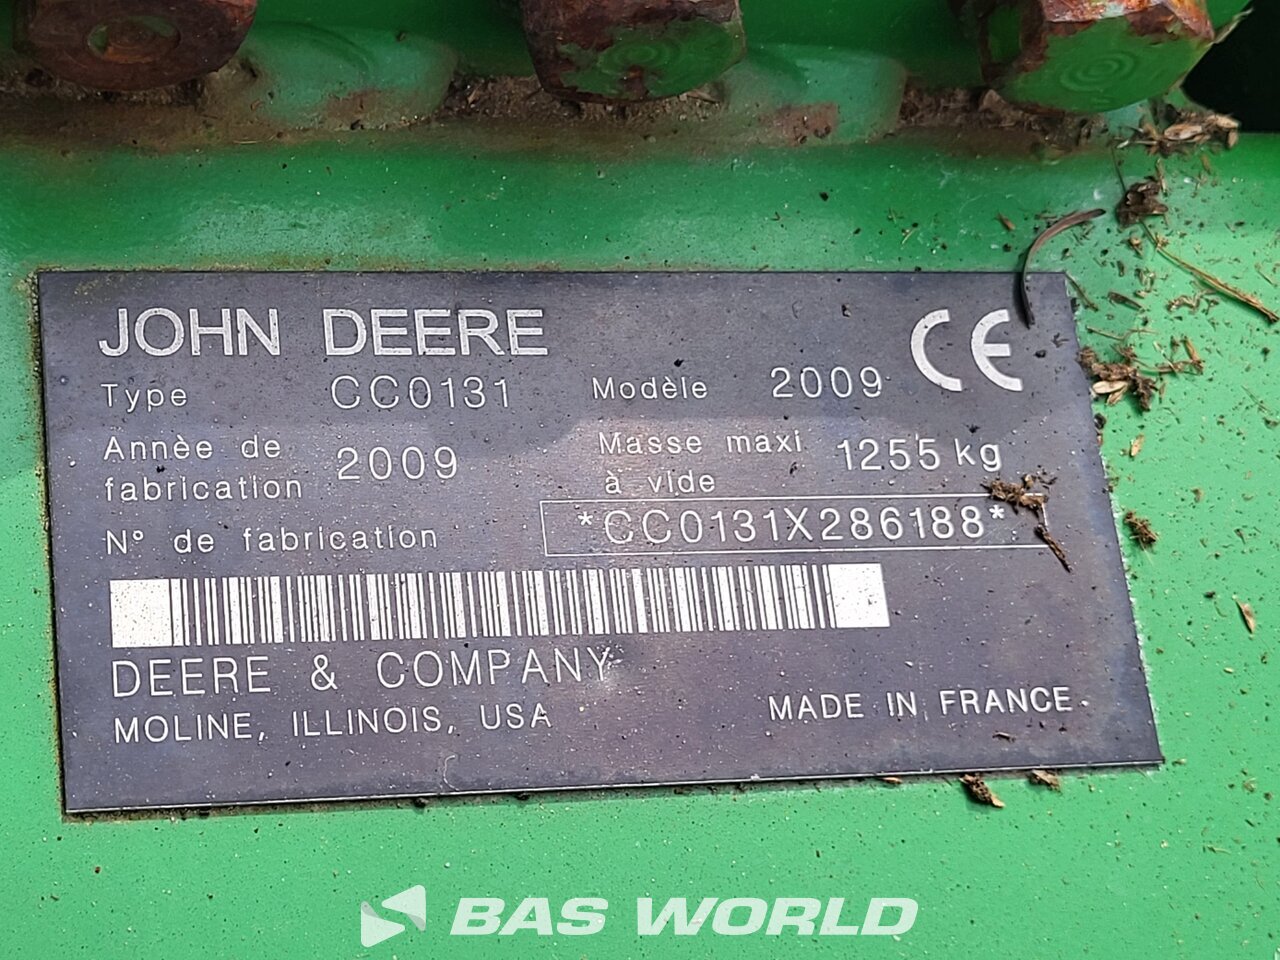 JOHN DEERE CE
Type CC0131 Modèle 2009
Année de fabrication 2009 Masse maxi à vide 1255 kg
N° de fabrication *CC0131X286188*
DEERE & COMPANY
MOLINE, ILLINOIS, USA MADE IN FRANCE
BAS WORLD